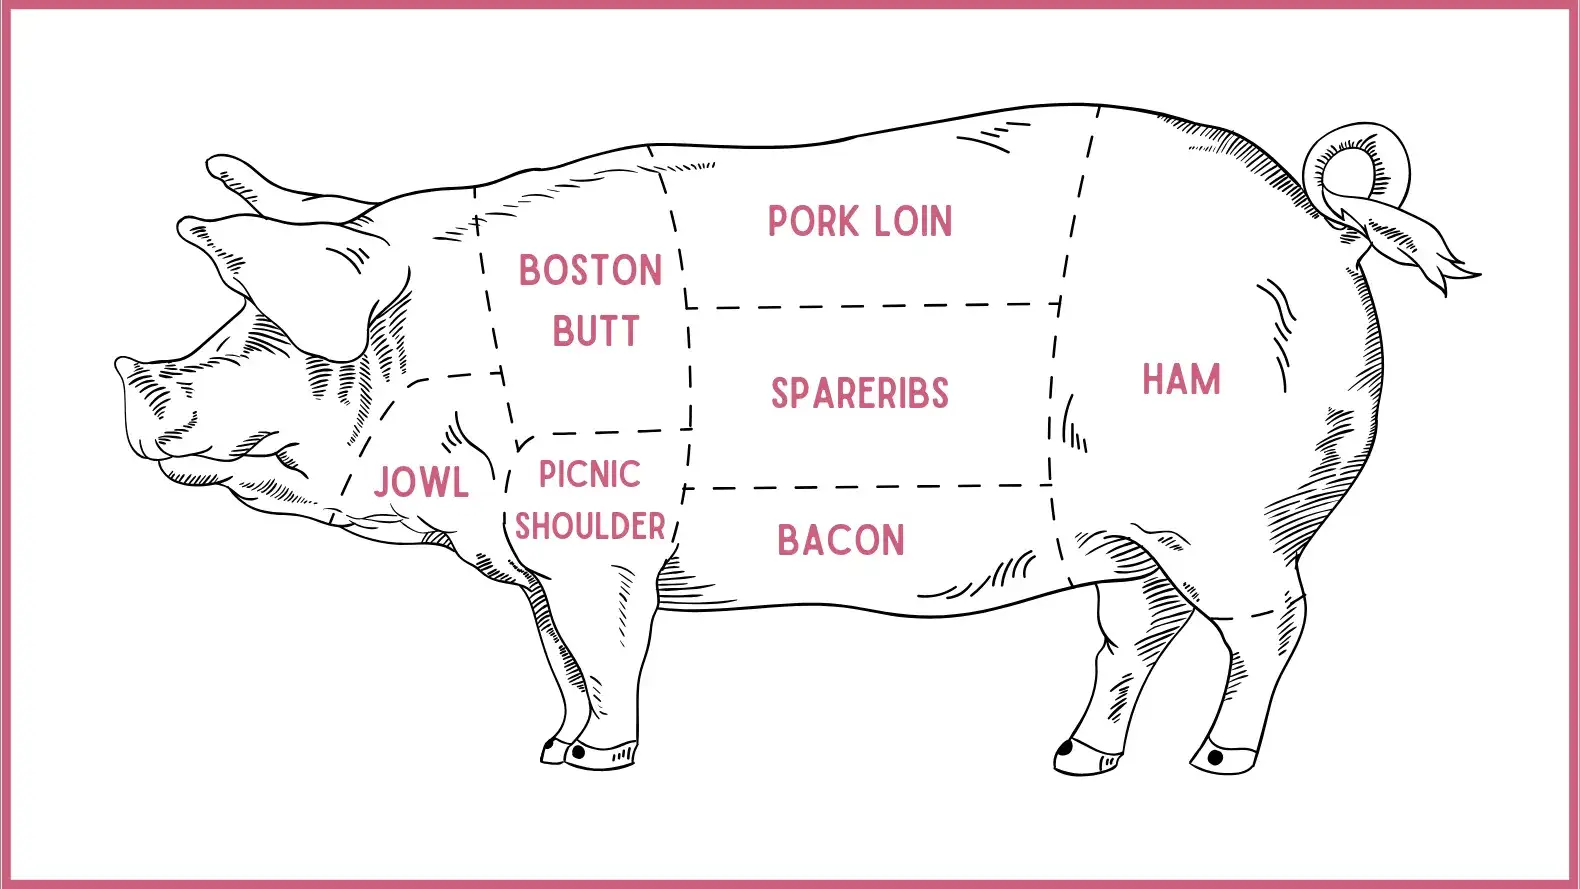 PORK LOIN
BOSTON
BUTT
HAM
SPARERIBS
JOWL
PICNIC
SHOULDER
BACON